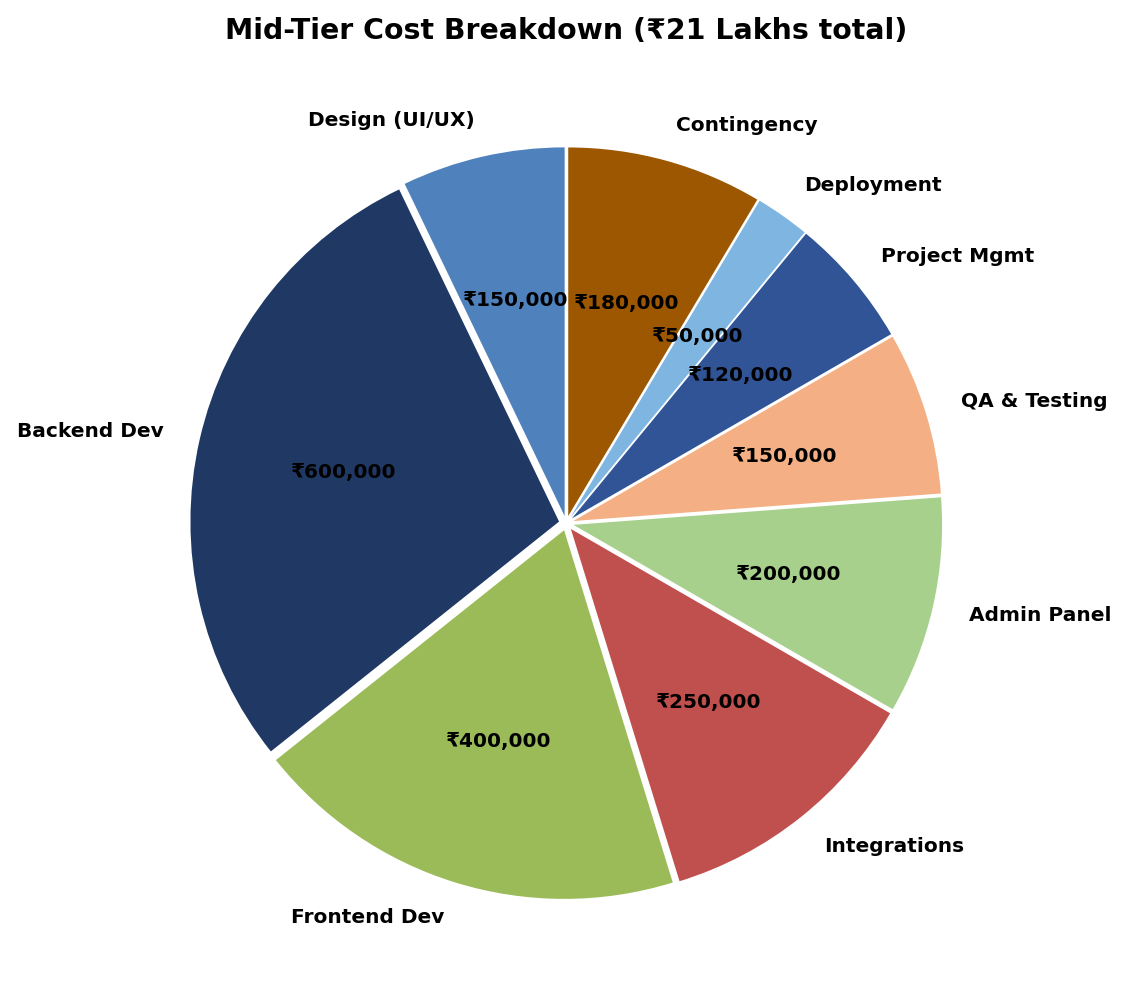 Mid-Tier Cost Breakdown (₹21 Lakhs total)
Design (UI/UX)
Contingency
Deployment
Project Mgmt
₹150,000
₹180,000
₹50,000
₹120,000
QA & Testing
Backend Dev
₹150,000
₹600,000
₹200,000
Admin Panel
₹250,000
₹400,000
Integrations
Frontend Dev